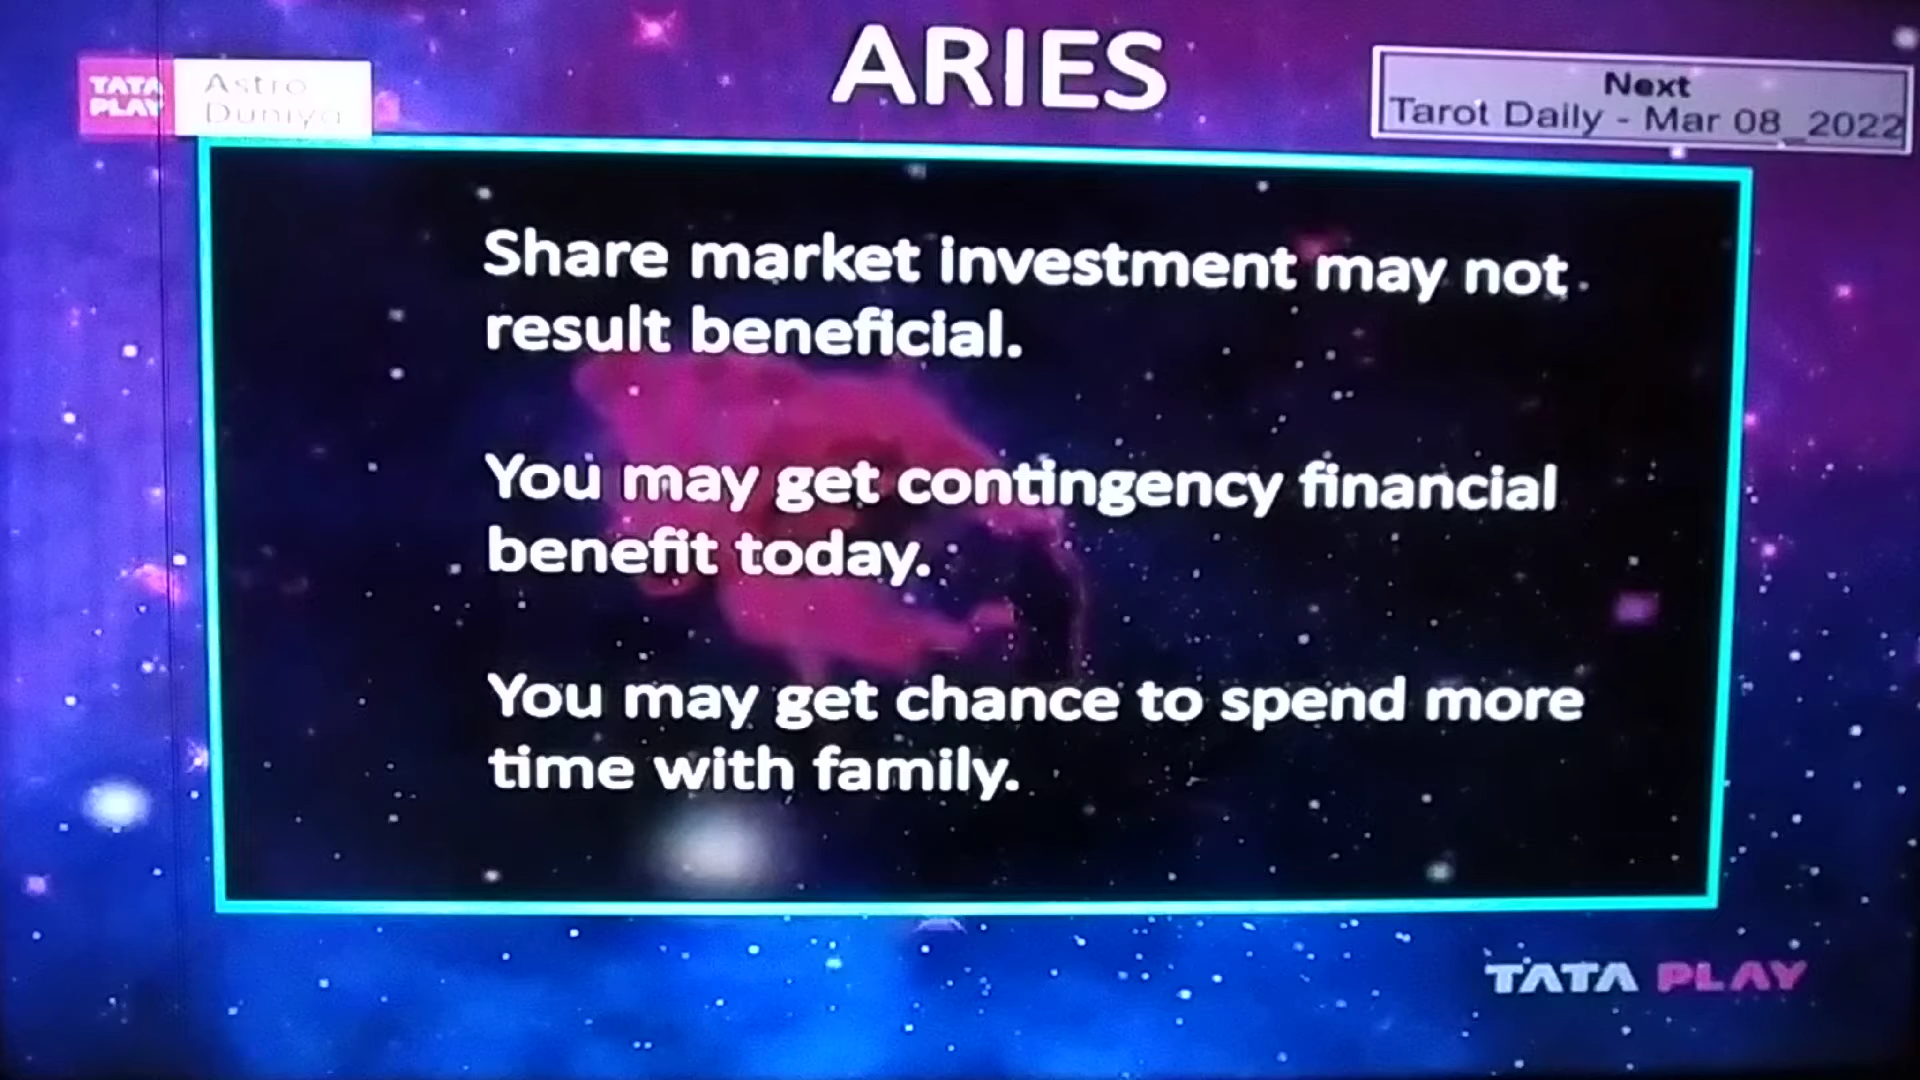 ARIES
TATA
PLAY
Astro
Duniya
Next
Tarot Daily - Mar 08_2022
Share market investment may not
result beneficial.
You may get contingency financial
benefit today.
You may get chance to spend more
time with family.
TATA PLAY